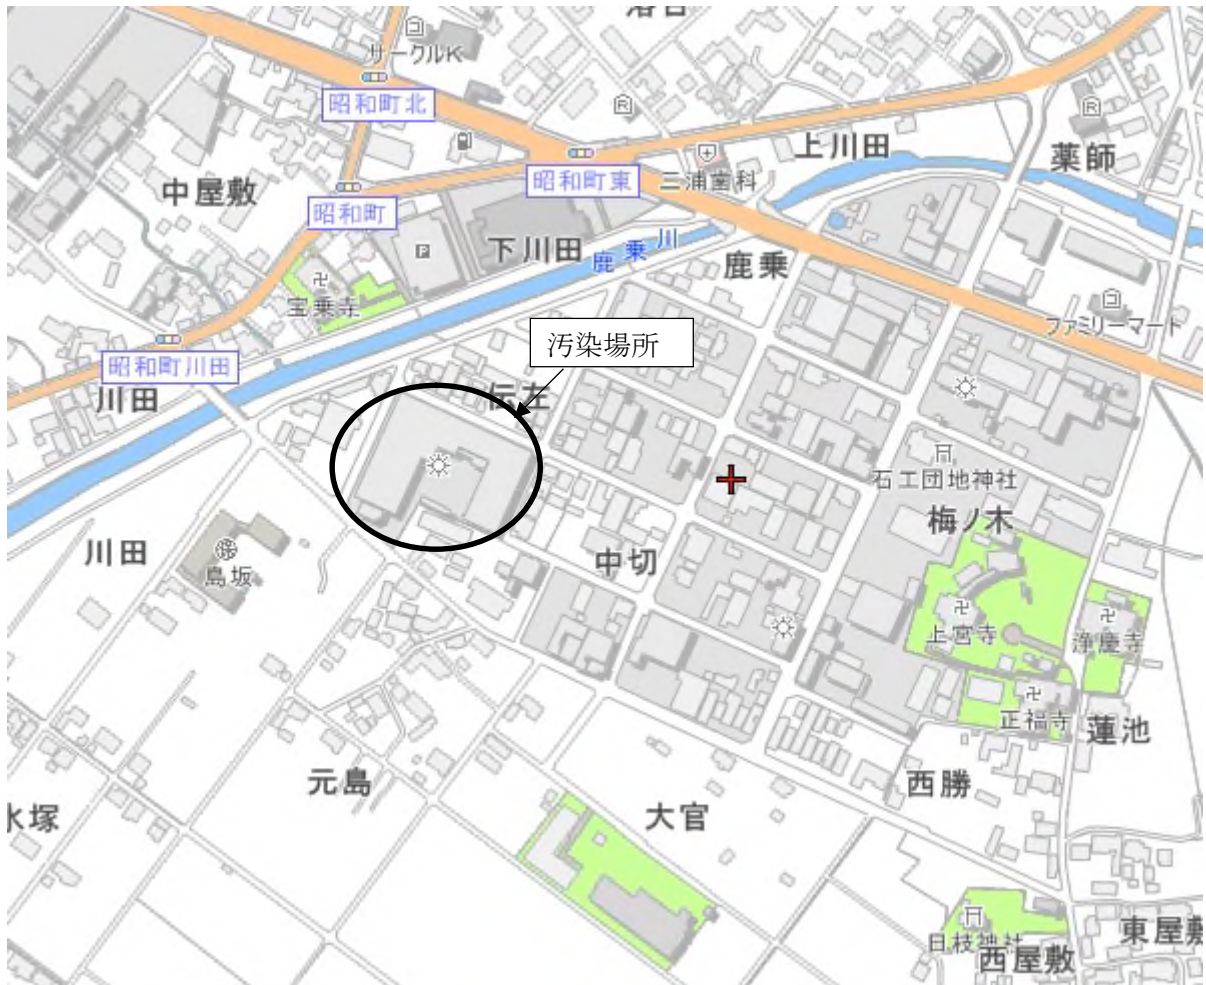 サークルK
昭和町北
上川田
薬師
中屋敷
昭和町東
三浦歯科
昭和町
下川田
鹿乗川
鹿乗
宝乗寺
ファミリーマート
汚染場所
昭和町川田
川田
伝左
石工団地神社
梅ノ木
川田
島坂
中切
上宮寺
浄慶寺
正福寺
蓮池
元島
西勝
大官
水塚
日枝神社
西屋敷
東屋敷
P
R
R